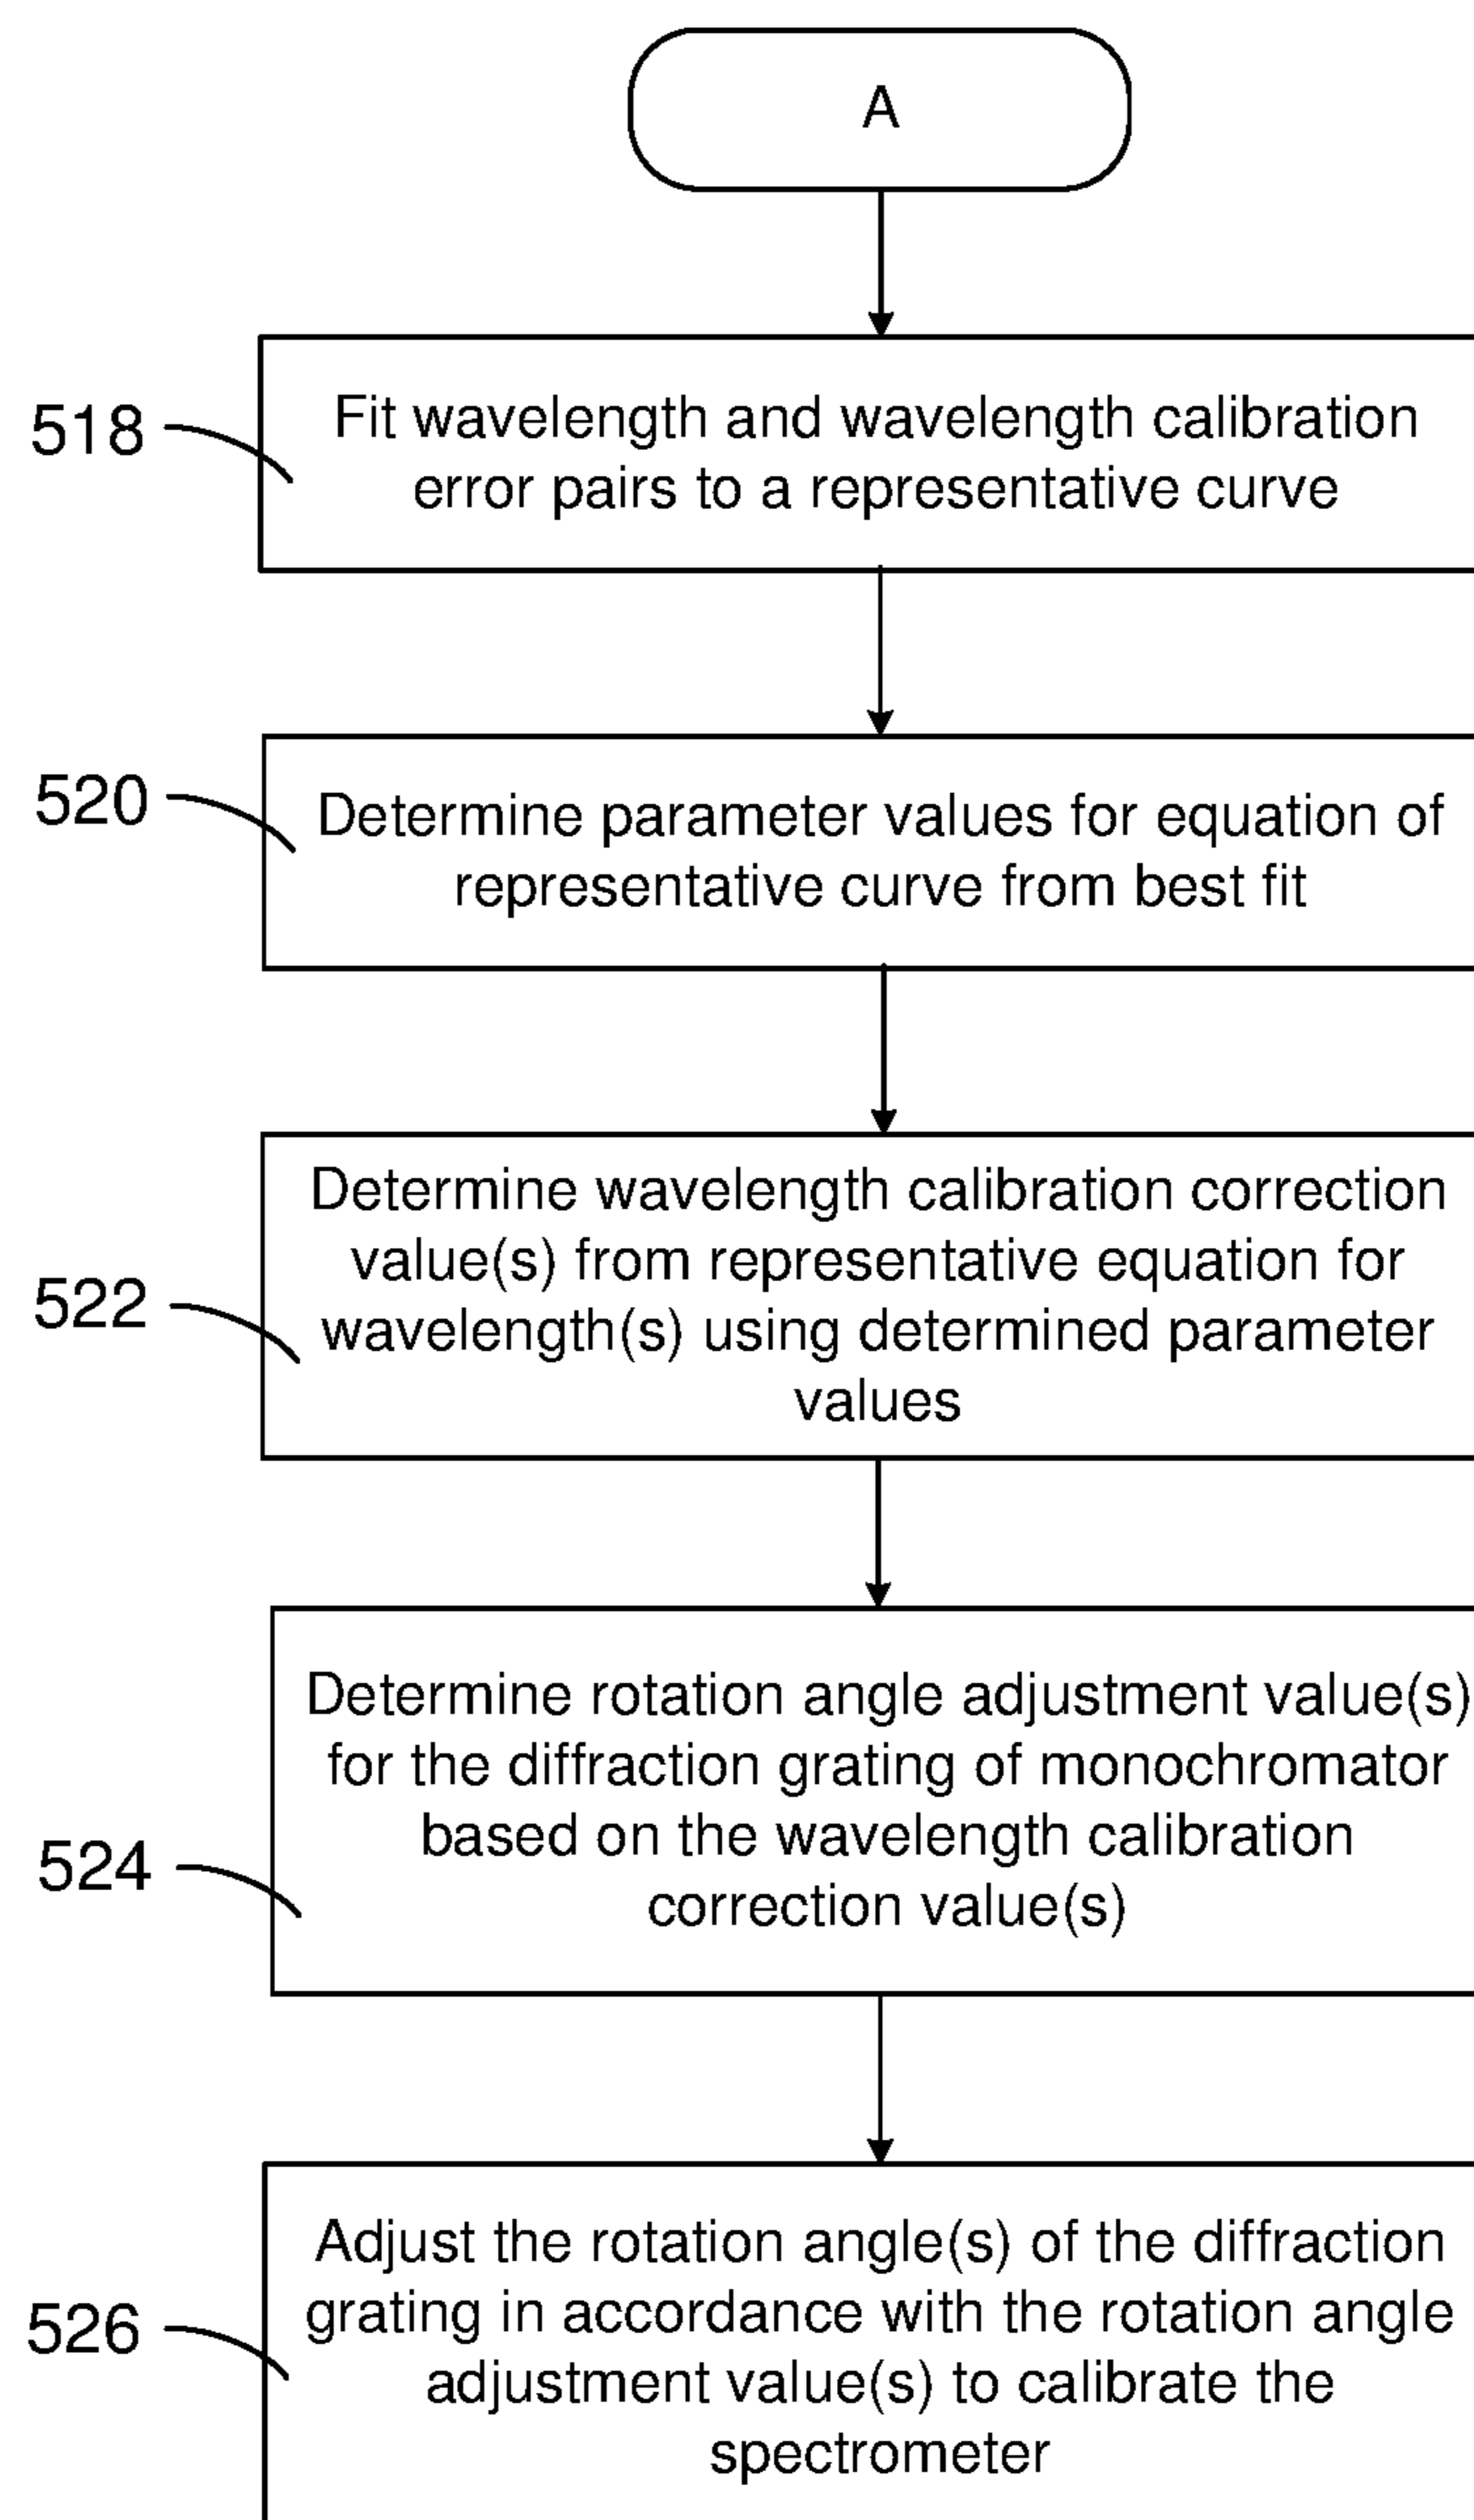 A
518
Fit wavelength and wavelength calibration
error pairs to a representative curve
520
Determine parameter values for equation of
representative curve from best fit
522
Determine wavelength calibration correction
value(s) from representative equation for
wavelength(s) using determined parameter
values
524
Determine rotation angle adjustment value(s)
for the diffraction grating of monochromator
based on the wavelength calibration
correction value(s)
526
Adjust the rotation angle(s) of the diffraction
grating in accordance with the rotation angle
adjustment value(s) to calibrate the
spectrometer